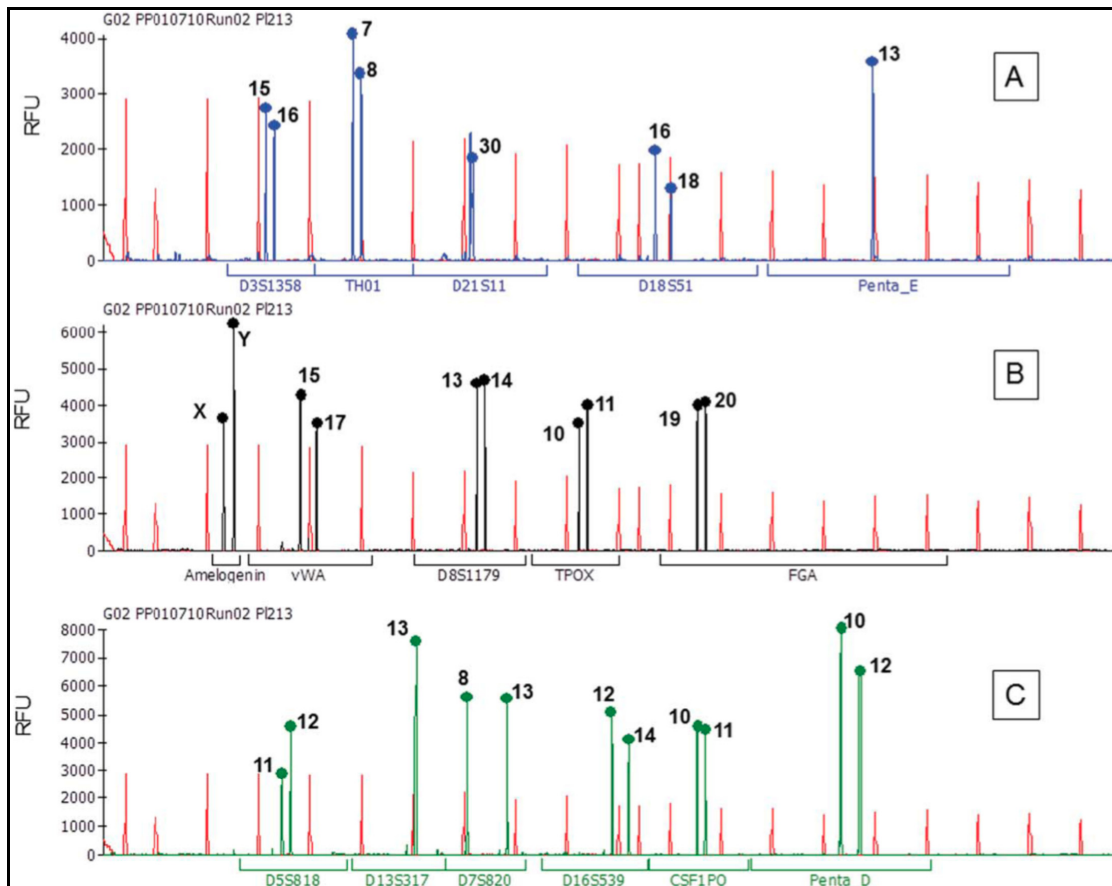 G02 PP010710Run02 Pl213
A
RFU
4000
3000
2000
1000
0
15
16
7
8
30
16
18
13
D3S1358
TH01
D21S11
D18S51
Penta_E
G02 PP010710Run02 Pl213
B
RFU
6000
5000
4000
3000
2000
1000
0
X
Y
15
17
13
14
10
11
19
20
Amelogenin
vWA
D8S1179
TPOX
FGA
G02 PP010710Run02 Pl213
C
RFU
8000
7000
6000
5000
4000
3000
2000
1000
0
11
12
13
8
13
12
14
10
11
10
12
D5S818
D13S317
D7S820
D16S539
CSF1PO
Penta_D